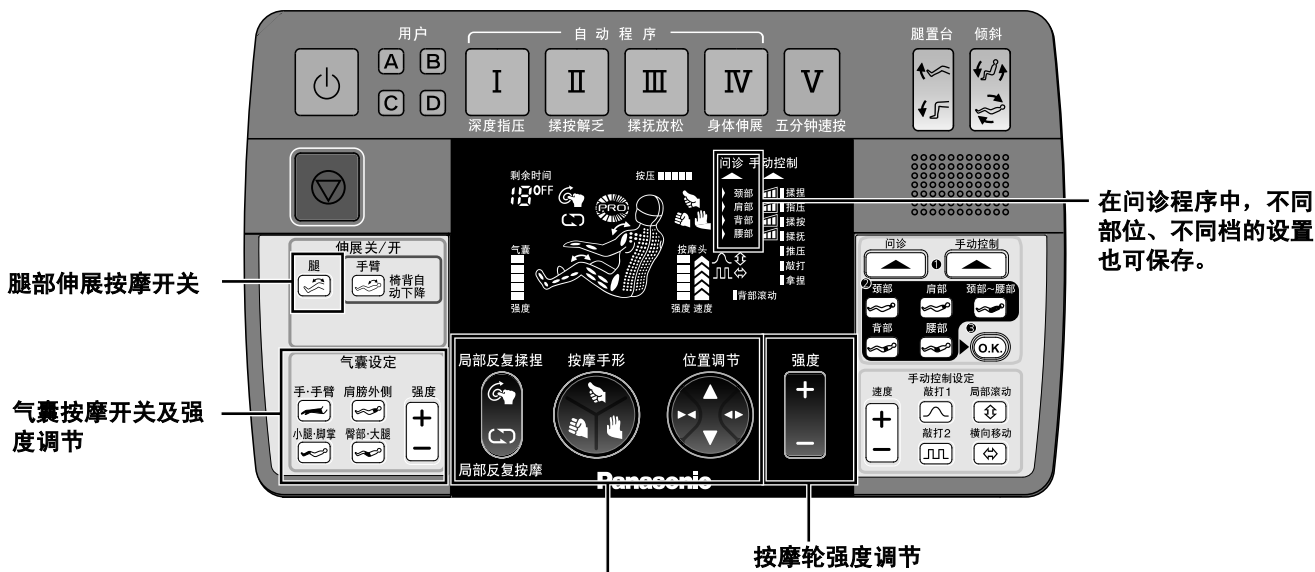 用户
自动程序
腿置台
倾斜
A
B
C
D
I
II
III
IV
V
深度指压
揉按解乏
揉抚放松
身体伸展
五分钟速按
剩余时间
18 OFF
按压
PRO
问诊
手动控制
颈部
肩部
背部
腰部
揉捏
指压
揉按
揉抚
推压
敲打
拿捏
背部滚动
气囊
强度
按摩头
强度 速度
在问诊程序中，不同
部位、不同档的设置
也可保存。
伸展关/开
腿
手臂
椅背自
动下降
腿部伸展按摩开关
气囊设定
手·手臂
肩膀外侧
强度
+
小腿·脚掌
臀部·大腿
−
气囊按摩开关及强
度调节
局部反复揉捏
按摩手形
位置调节
局部反复按摩
强度
+
−
Panasonic
按摩轮强度调节
问诊
❶
手动控制
❷
颈部
肩部
颈部~腰部
背部
腰部
❸
O.K.
手动控制设定
速度
敲打1
局部滚动
+
敲打2
横向移动
−